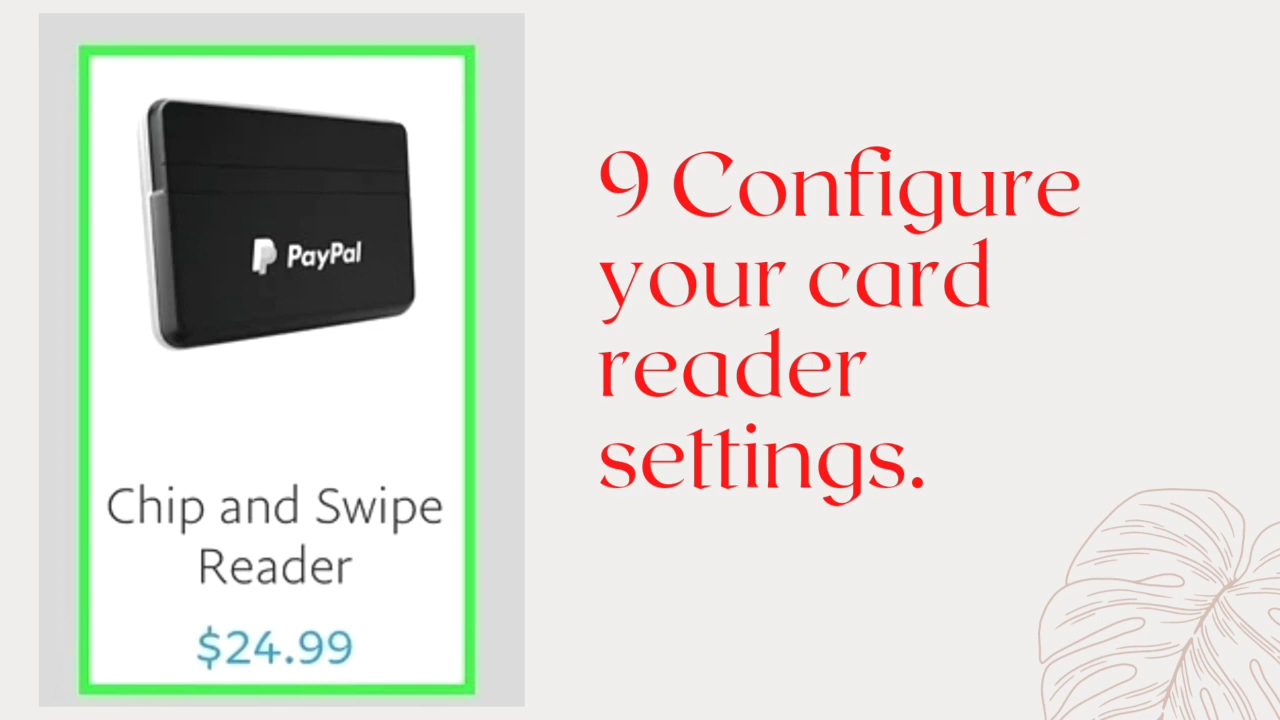 PayPal
Chip and Swipe
Reader
$24.99
9 Configure
your card
reader
settings.